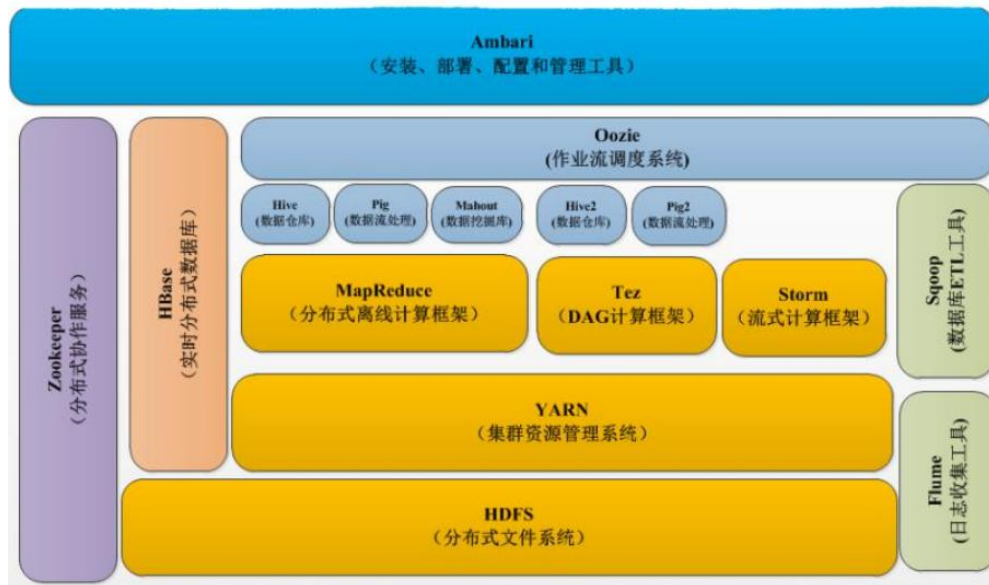 Ambari
（安装、部署、配置和管理工具）
Zookeeper
（分布式协作服务）
HBase
（实时分布式数据库）
Oozie
(作业流调度系统)
Hive
(数据仓库)
Pig
(数据流处理)
Mahout
(数据挖掘库)
Hive2
(数据仓库)
Pig2
(数据流处理)
MapReduce
（分布式离线计算框架）
Tez
（DAG计算框架）
Storm
（流式计算框架）
Sqoop
(数据库ETL工具)
YARN
（集群资源管理系统）
Flume
(日志收集工具)
HDFS
（分布式文件系统）